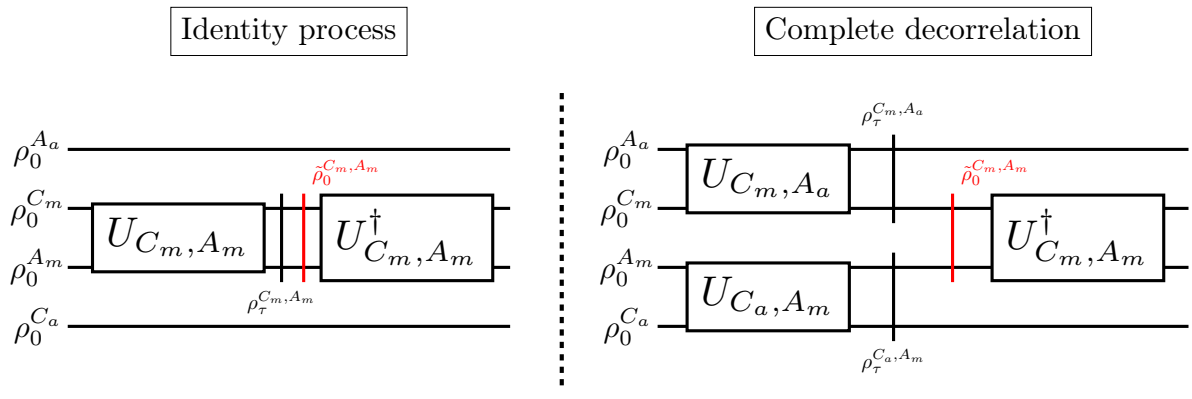 Identity process
ρ_0^{A_a}
ρ̃_0^{C_m,A_m}
ρ_0^{C_m}
U_{C_m,A_m}
U^†_{C_m,A_m}
ρ_0^{A_m}
ρ_τ^{C_m,A_m}
ρ_0^{C_a}
Complete decorrelation
ρ_τ^{C_m,A_a}
ρ_0^{A_a}
U_{C_m,A_a}
ρ̃_0^{C_m,A_m}
ρ_0^{C_m}
U^†_{C_m,A_m}
ρ_0^{A_m}
U_{C_a,A_m}
ρ_0^{C_a}
ρ_τ^{C_a,A_m}